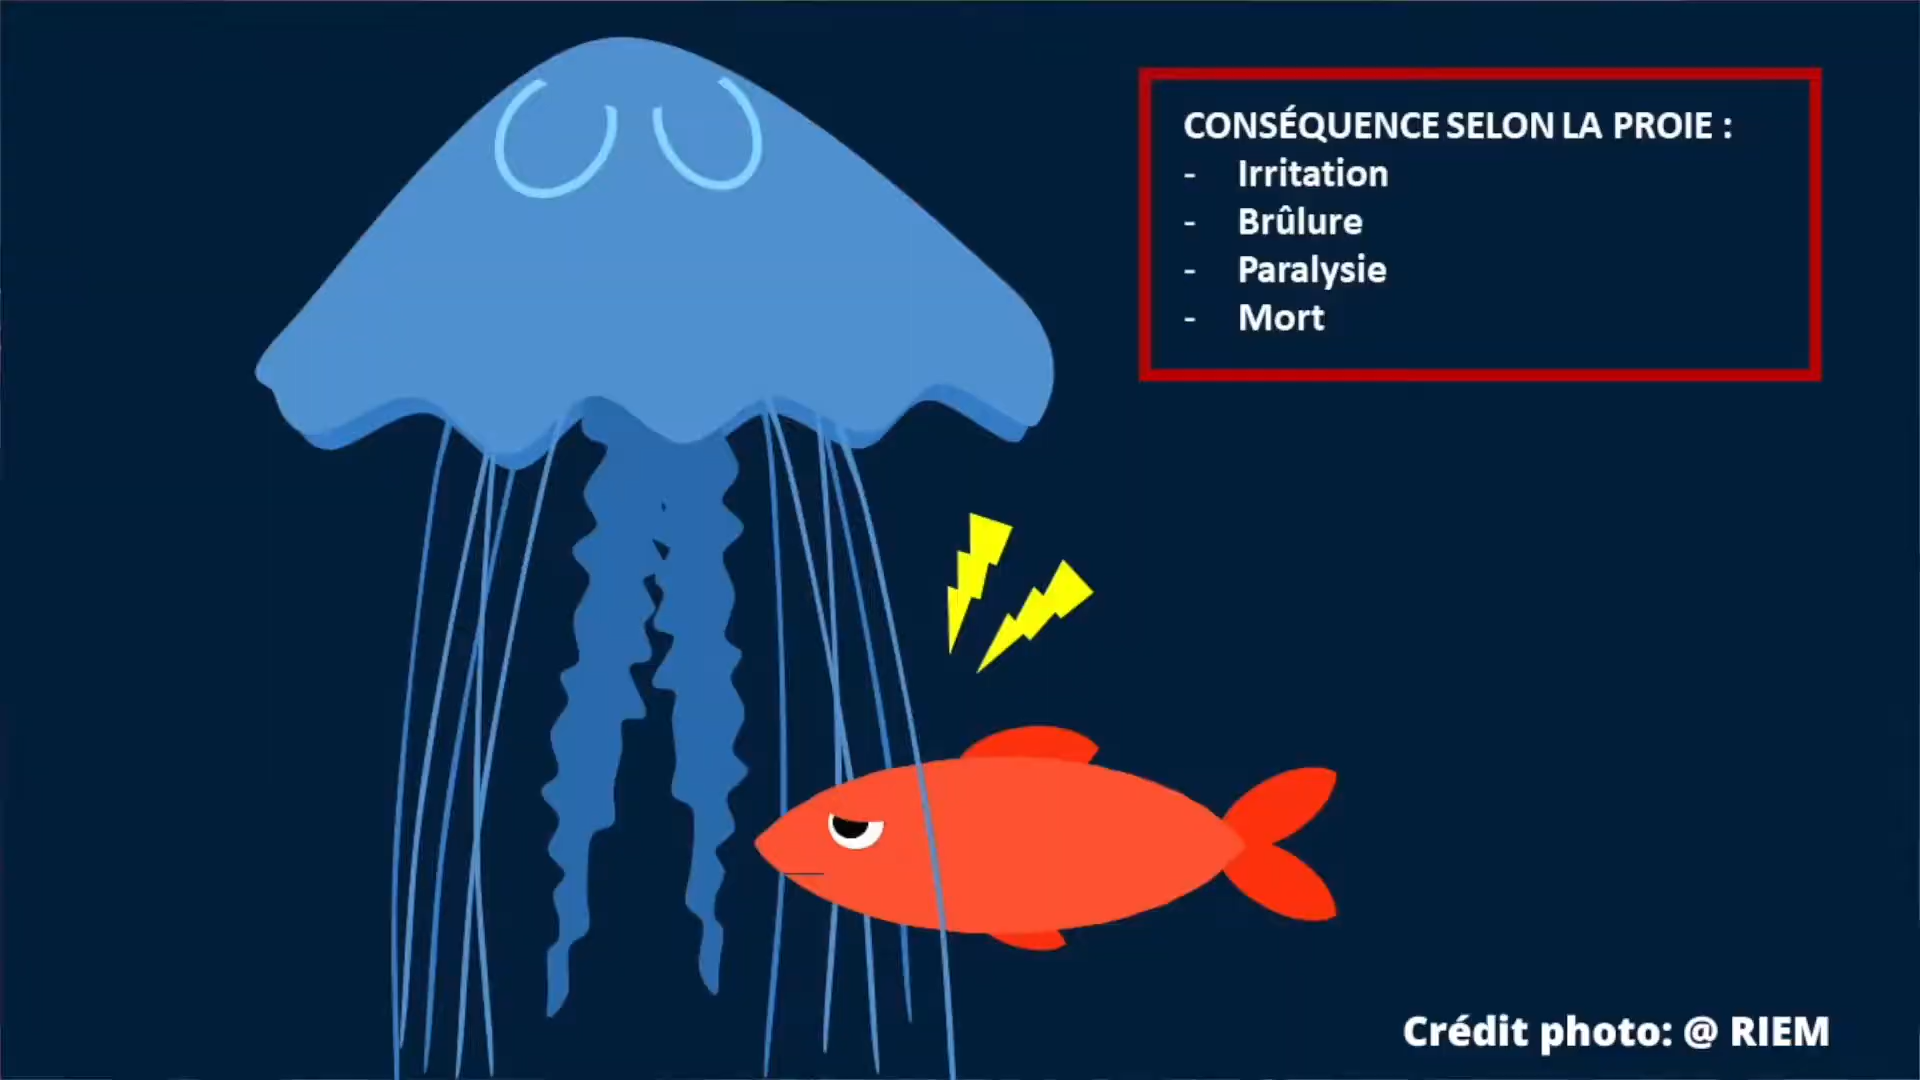 CONSÉQUENCE SELON LA PROIE :
- Irritation
- Brûlure
- Paralysie
- Mort
Crédit photo: @ RIEM